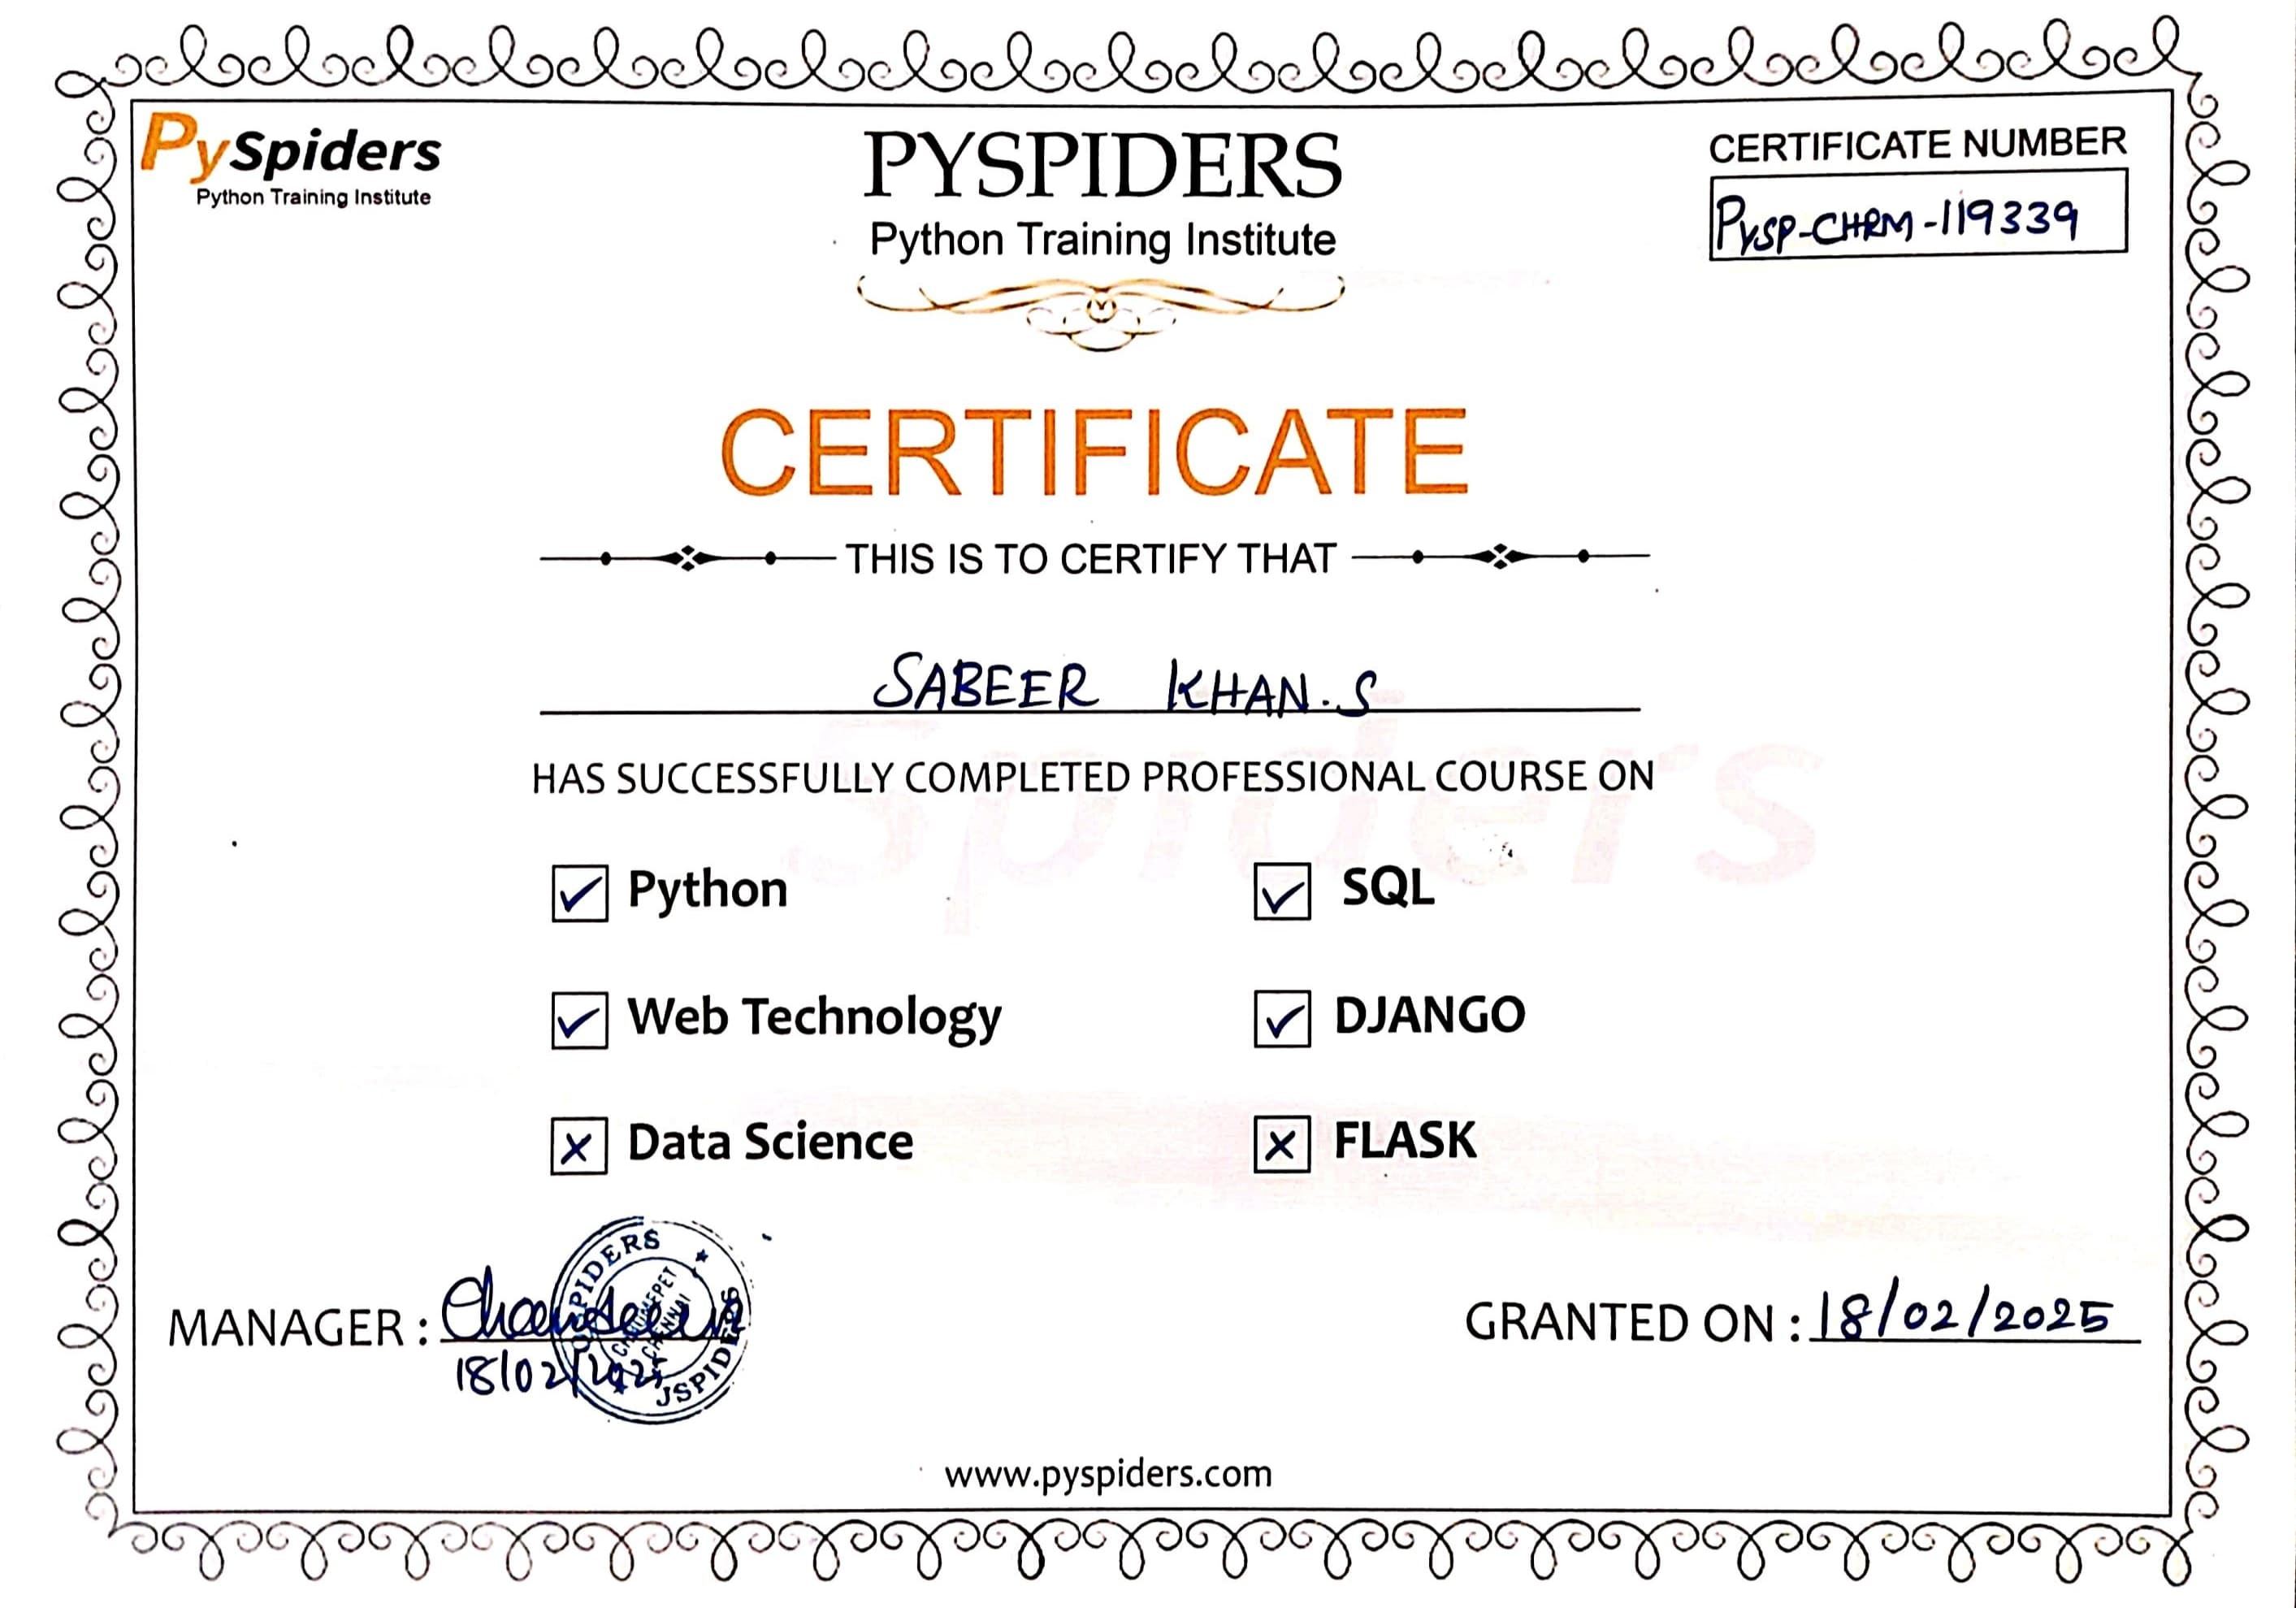 PySpiders
Python Training Institute
PYSPIDERS
Python Training Institute
CERTIFICATE NUMBER
PYSP-CHRM-119339
CERTIFICATE
THIS IS TO CERTIFY THAT
SABEER KHAN.S
Spiders
HAS SUCCESSFULLY COMPLETED PROFESSIONAL COURSE ON
Python
SQL
Web Technology
DJANGO
Data Science
FLASK
MANAGER :
18/02/2025
SPIDERS
CHROMEPET
CHENNAI
JSPIDERS
GRANTED ON : 18/02/2025
www.pyspiders.com